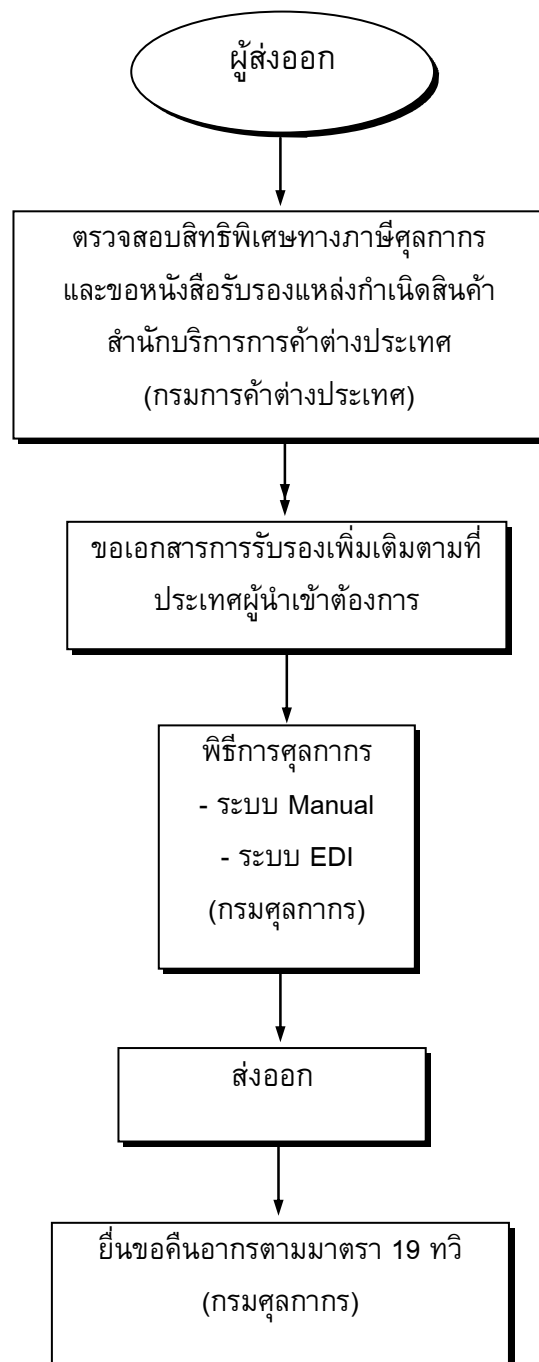 ผู้ส่งออก
ตรวจสอบสิทธิพิเศษทางภาษีศุลกากร
และขอหนังสือรับรองแหล่งกำเนิดสินค้า
สำนักบริการการค้าต่างประเทศ
(กรมการค้าต่างประเทศ)
ขอเอกสารการรับรองเพิ่มเติมตามที่
ประเทศผู้นำเข้าต้องการ
พิธีการศุลกากร
- ระบบ Manual
- ระบบ EDI
(กรมศุลกากร)
ส่งออก
ยื่นขอคืนอากรตามมาตรา 19 ทวิ
(กรมศุลกากร)